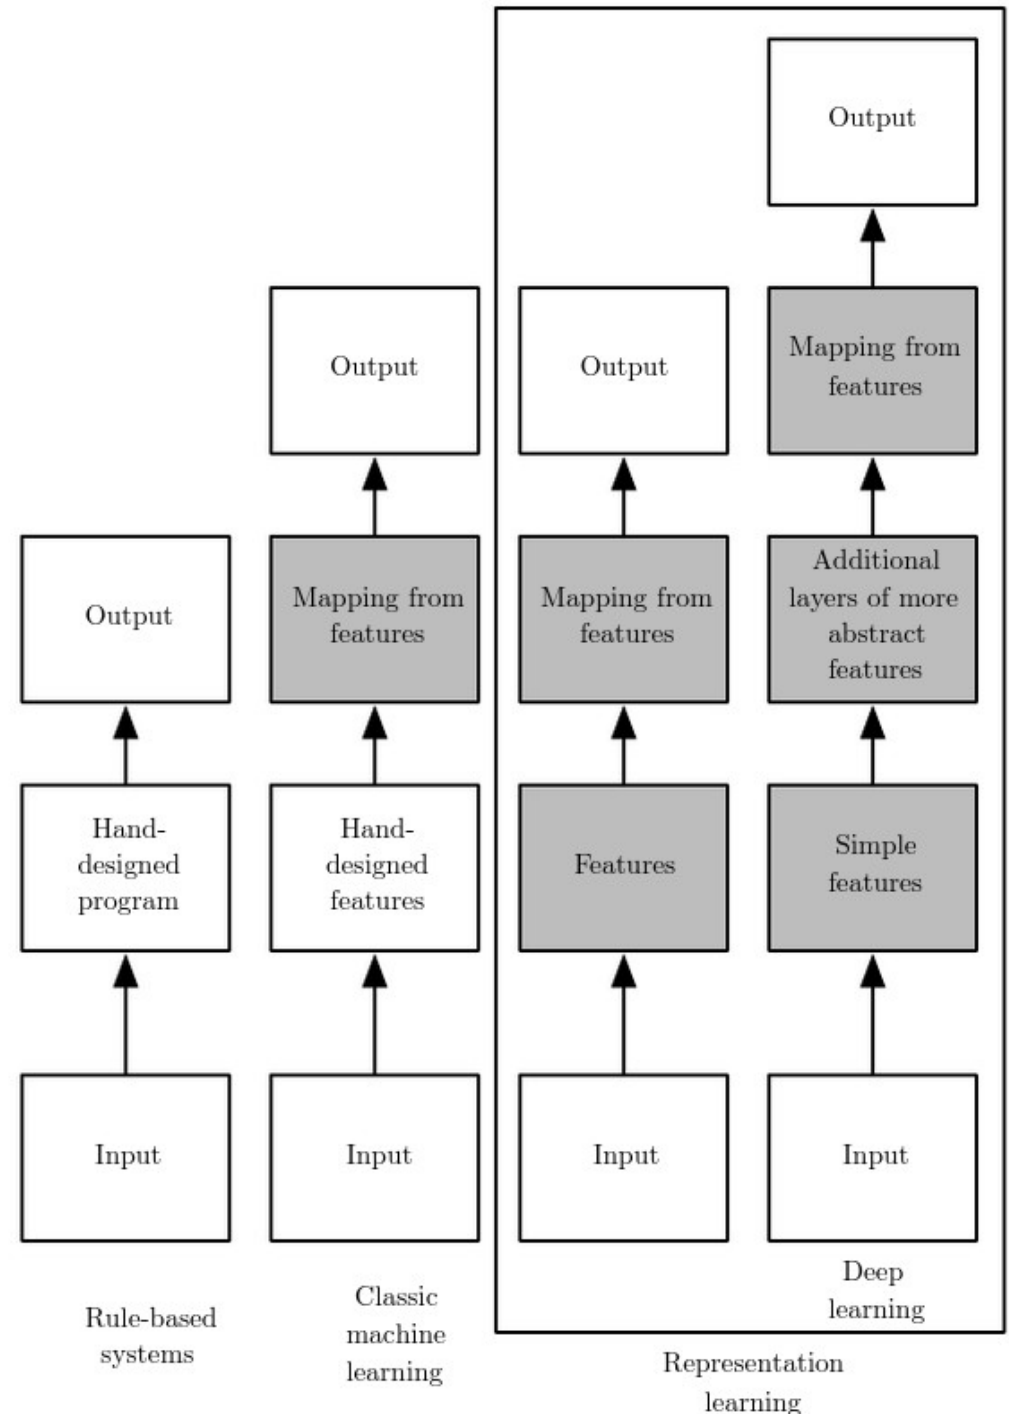 Output
Output
Output
Mapping from
features
Output
Mapping from
features
Mapping from
features
Additional
layers of more
abstract
features
Hand-
designed
program
Hand-
designed
features
Features
Simple
features
Input
Input
Input
Input
Rule-based
systems
Classic
machine
learning
Deep
learning
Representation
learning